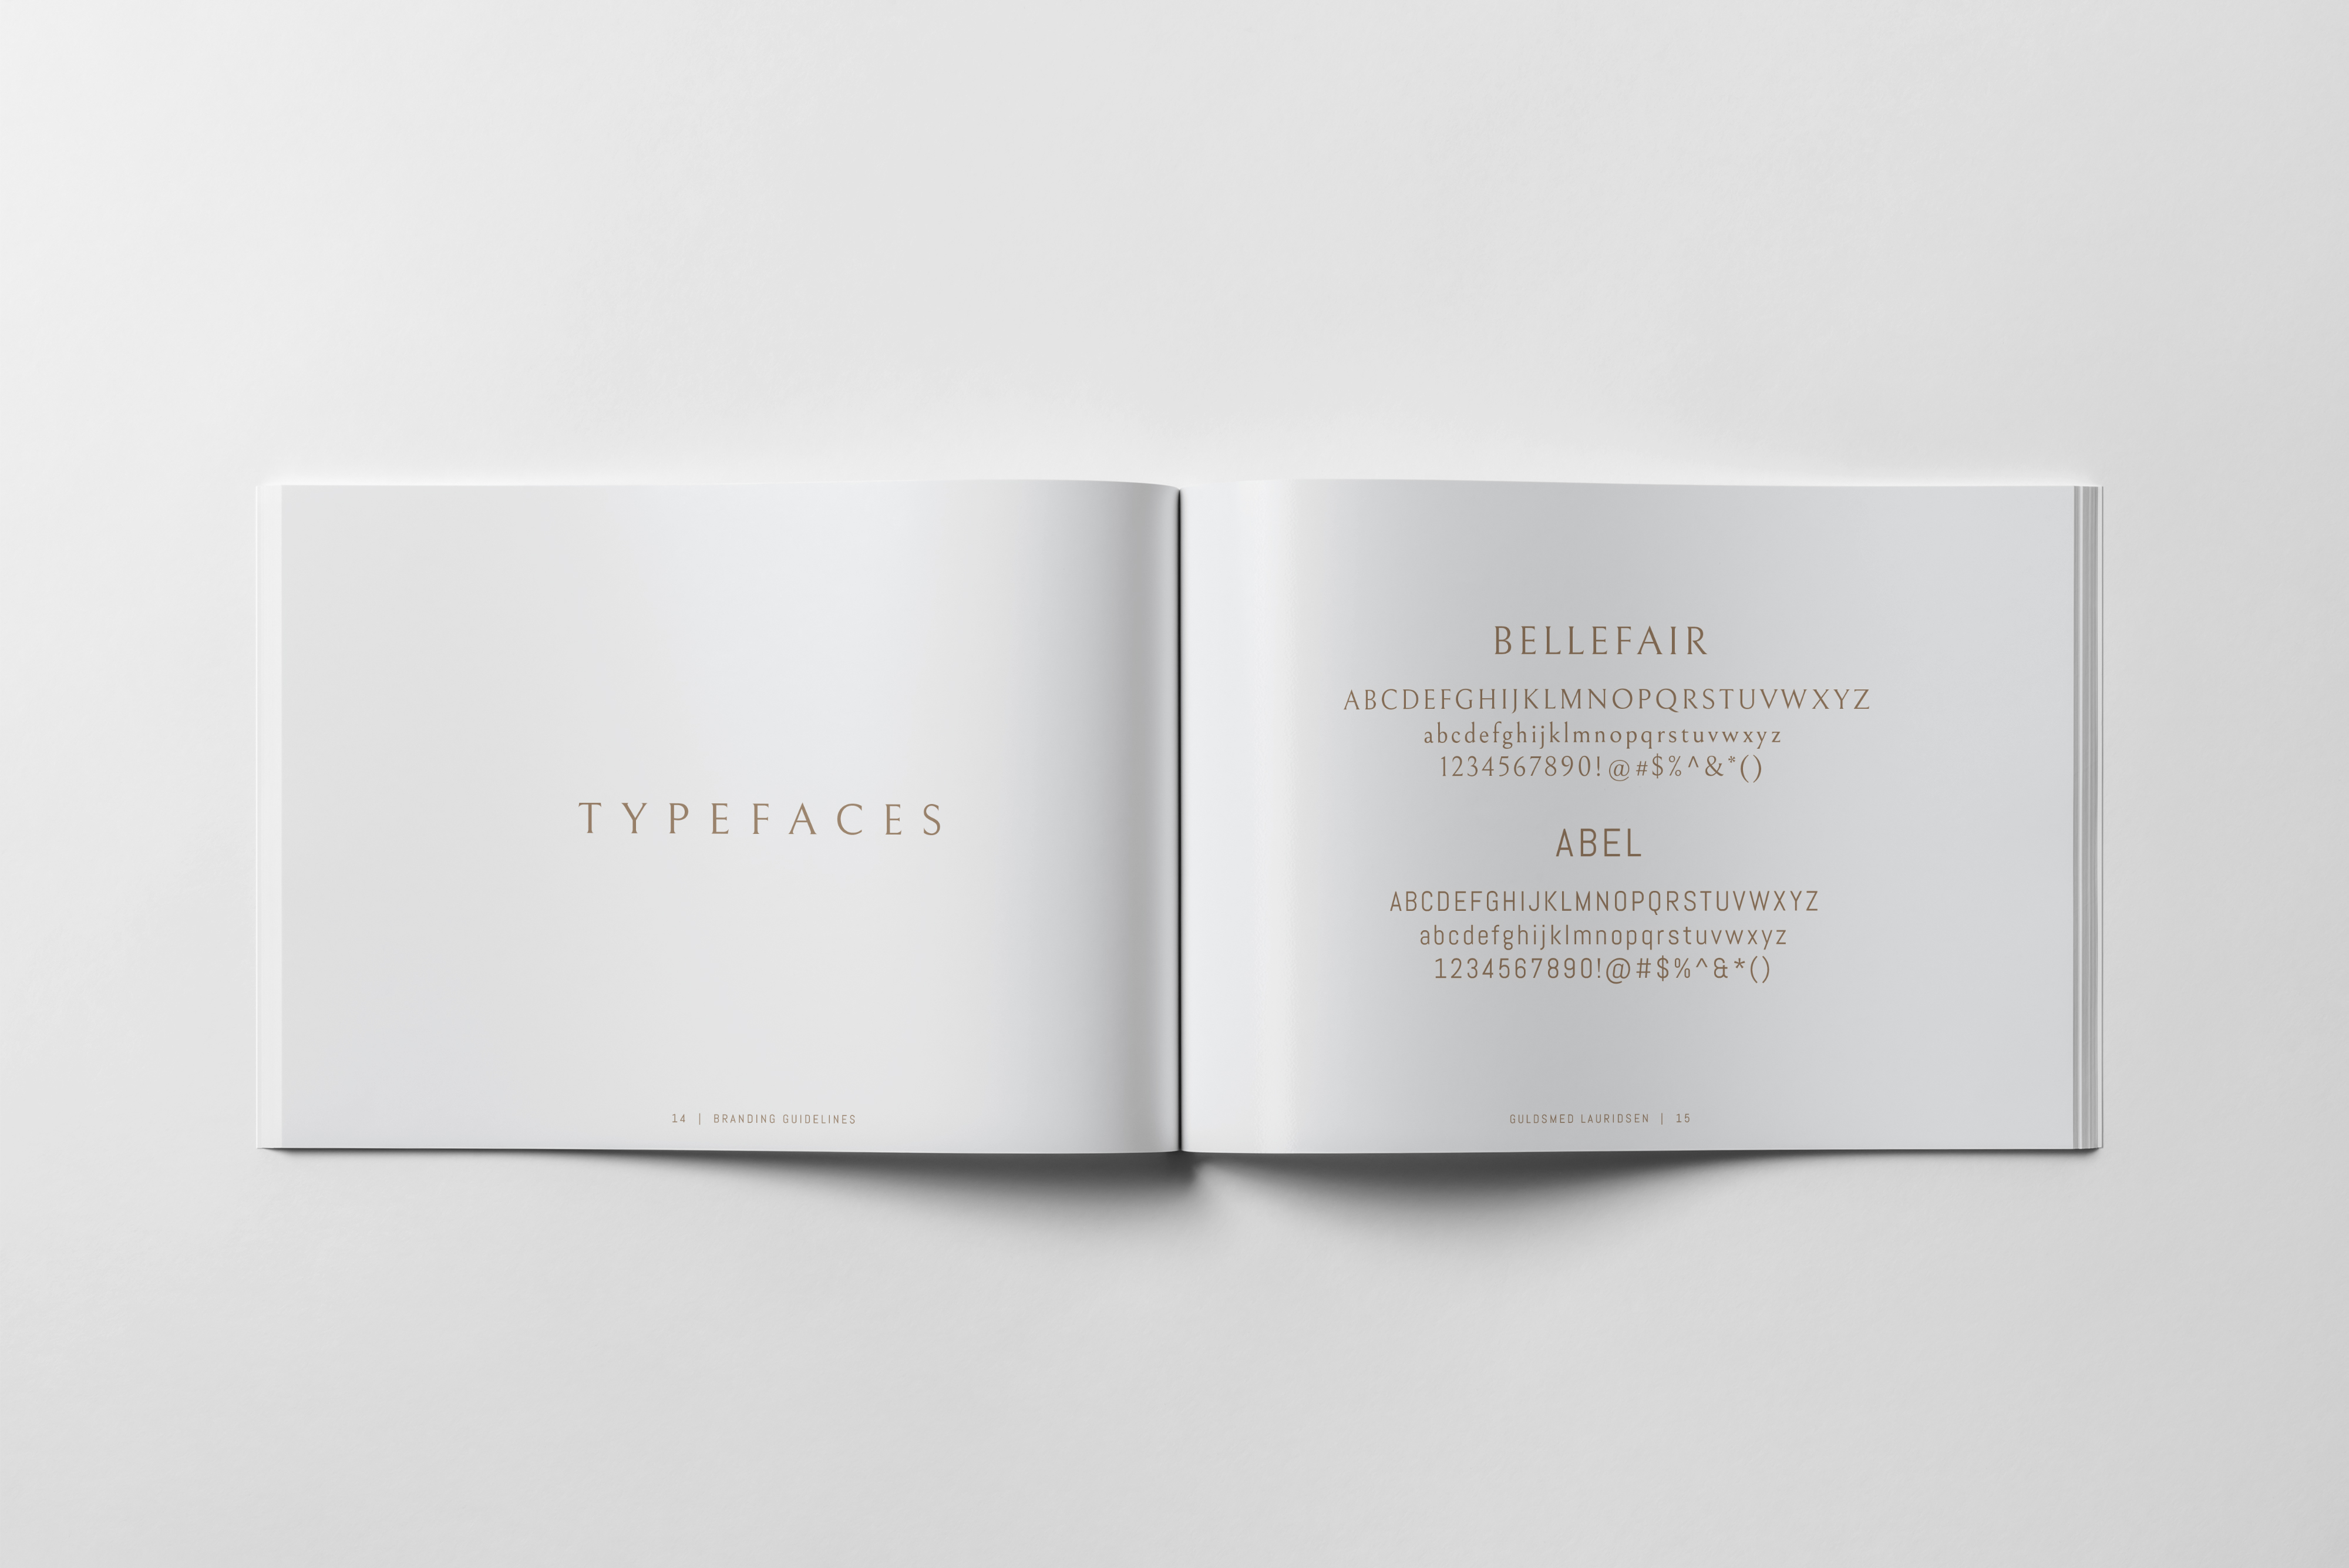 TYPEFACES
14 | BRANDING GUIDELINES
BELLEFAIR
ABCDEFGHIJKLMNOPQRSTUVWXYZ
abcdefghijklmnopqrstuvwxyz
1234567890!@#$%^&*()
ABEL
ABCDEFGHIJKLMNOPQRSTUVWXYZ
abcdefghijklmnopqrstuvwxyz
1234567890!@#$%^&*()
GULDSMED LAURIDSEN | 15